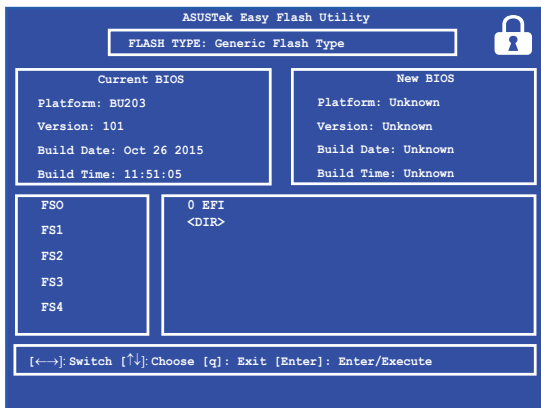 ASUSTek Easy Flash Utility
FLASH TYPE: Generic Flash Type
Current BIOS
Platform: BU203
Version: 101
Build Date: Oct 26 2015
Build Time: 11:51:05
New BIOS
Platform: Unknown
Version: Unknown
Build Date: Unknown
Build Time: Unknown
FSO
FS1
FS2
FS3
FS4
0 EFI
<DIR>
[←→]: Switch [↑↓]: Choose [q]: Exit [Enter]: Enter/Execute